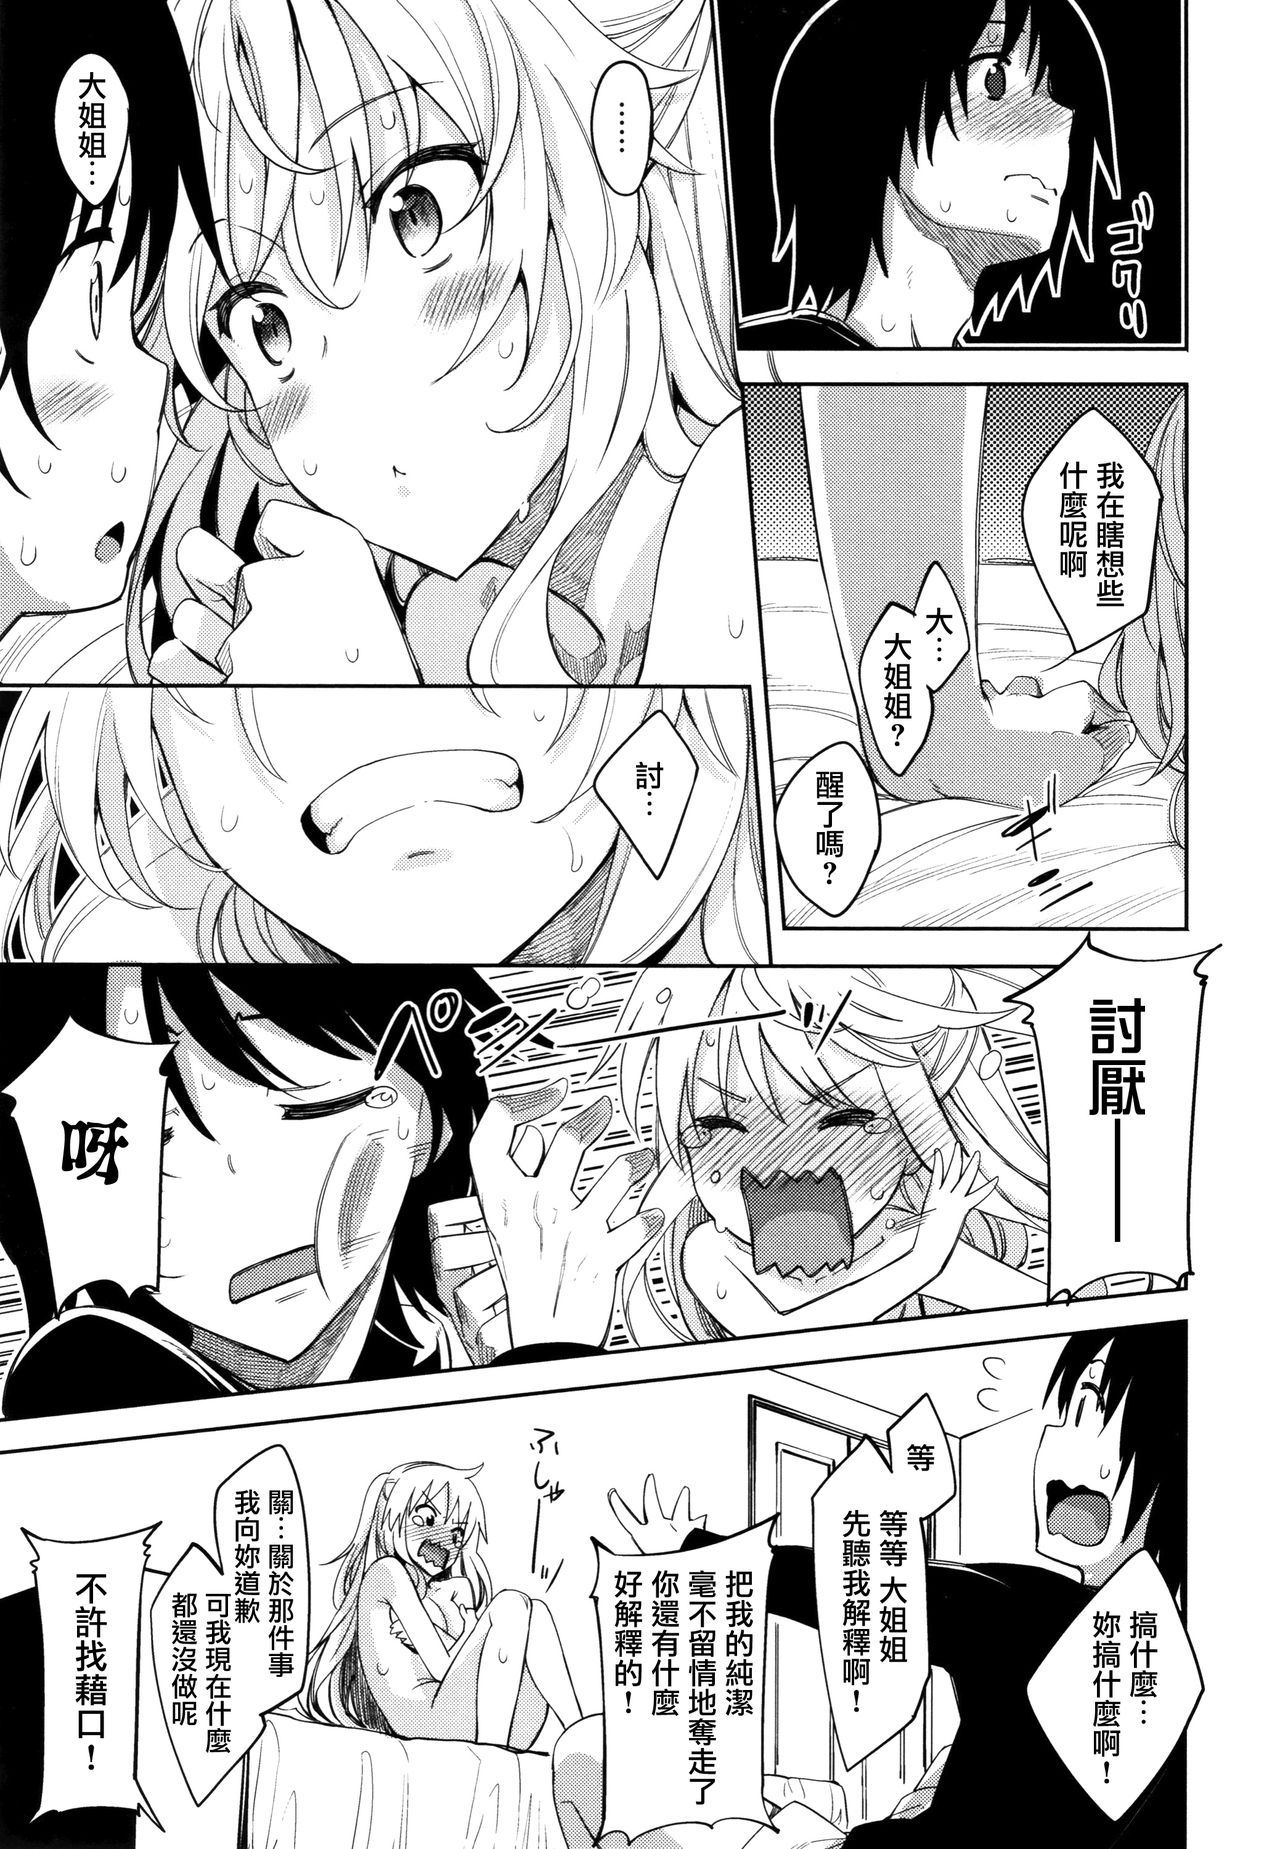 ゴクッ
……
大姐姐…
我在瞎想些
什麼呢啊
大…
大姐姐？
醒了嗎？
討…
討厭──
呀
搞什麼…
妳搞什麼啊！
等
等等 大姐姐
先聽我解釋啊！
把我的純潔
毫不留情地奪走了
你還有什麼
好解釋的！
ふしゃー
關…關於那件事
我向妳道歉
可我現在什麼
都還沒做呢
不許找藉口！